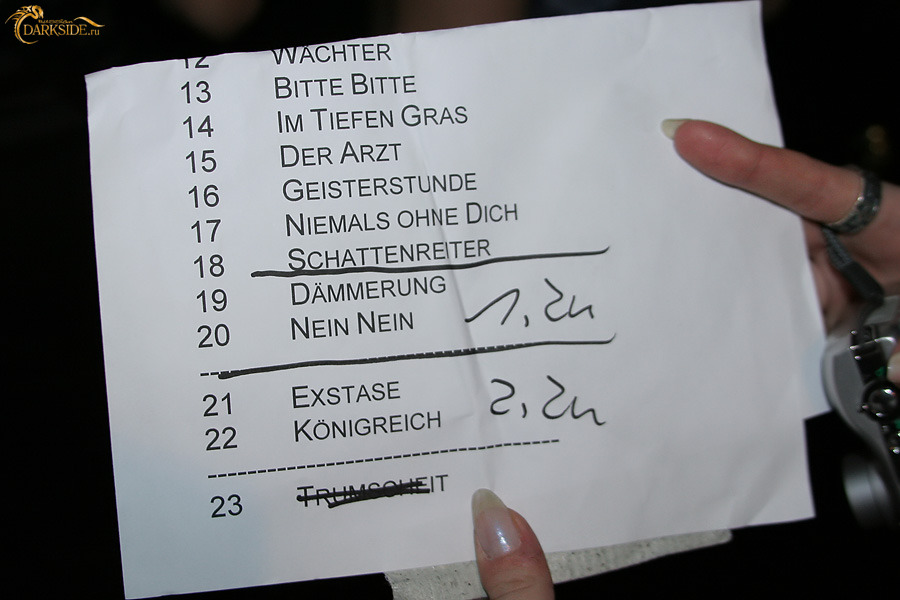 DARKSIDE.ru
12 WÄCHTER
13 BITTE BITTE
14 IM TIEFEN GRAS
15 DER ARZT
16 GEISTERSTUNDE
17 NIEMALS OHNE DICH
18 SCHATTENREITER
19 DÄMMERUNG
20 NEIN NEIN 1, Zu
21 EXSTASE
22 KÖNIGREICH 2, Zu
23 TRUMSCHEIT